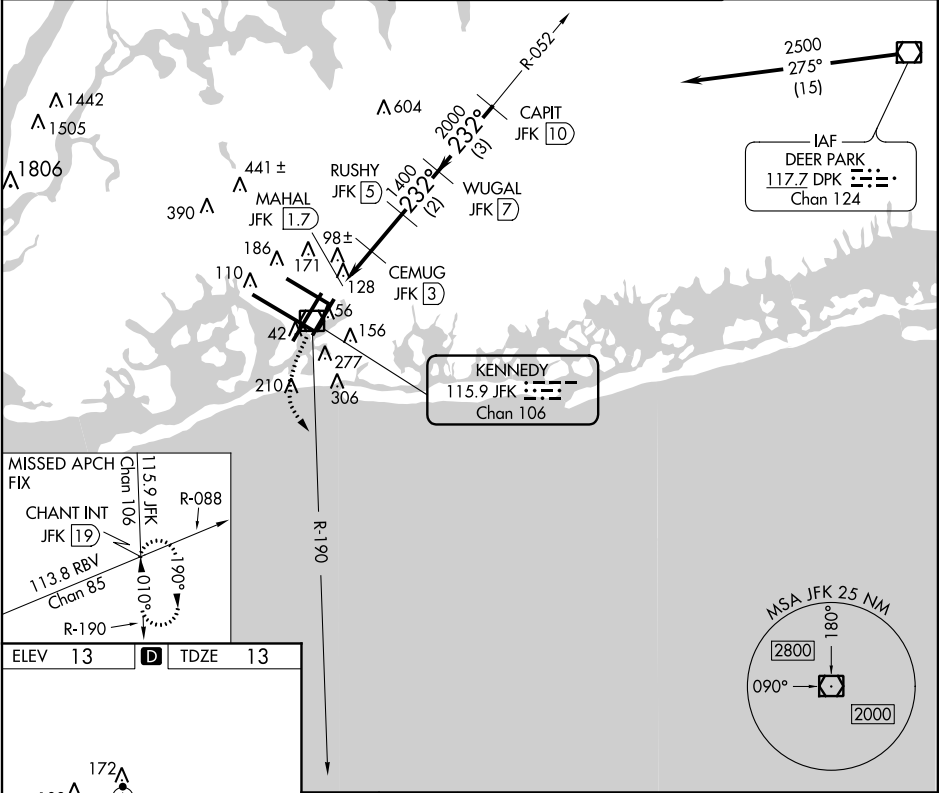 R-052
2500
275°
(15)
1442
1505
1806
604
2000
232°
(3)
CAPIT
JFK 10
IAF
DEER PARK
117.7 DPK
Chan 124
441 ±
390
RUSHY
JFK 5
1400
232°
(2)
WUGAL
JFK 7
MAHAL
JFK 1.7
186
171
98±
128
110
CEMUG
JFK 3
56
42
156
277
210
306
KENNEDY
115.9 JFK
Chan 106
R-190
MISSED APCH
FIX
Chan 106
115.9 JFK
R-088
CHANT INT
JFK 19
113.8 RBV
Chan 85
010°
190°
R-190
MSA JFK 25 NM
180°
2800
090°
2000
ELEV 13 D TDZE 13
172